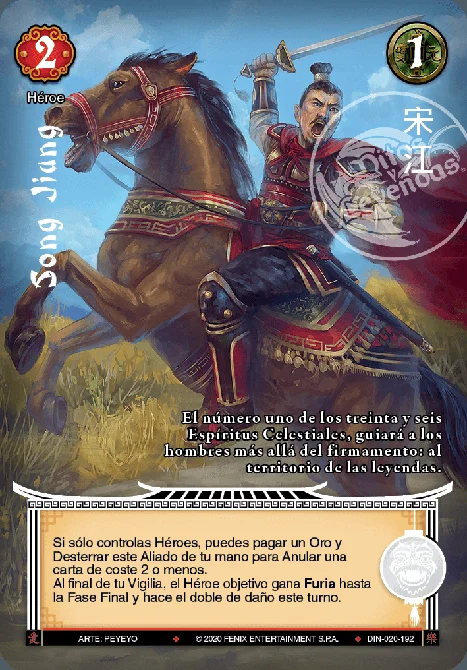 2
1
Héroe
Song Jiang
宋江
Mitos Y Leyendas
El número uno de los treinta y seis
Espíritus Celestiales, guiará a los
hombres más allá del firmamento: al
territorio de las leyendas.
Si sólo controlas Héroes, puedes pagar un Oro y
Desterrar este Aliado de tu mano para Anular una
carta de coste 2 o menos.
Al final de tu Vigilia, el Héroe objetivo gana Furia hasta
la Fase Final y hace el doble de daño este turno.
ARTE: PEYEYO
© 2020 FENIX ENTERTAINMENT S.P.A.
DIN-020-192